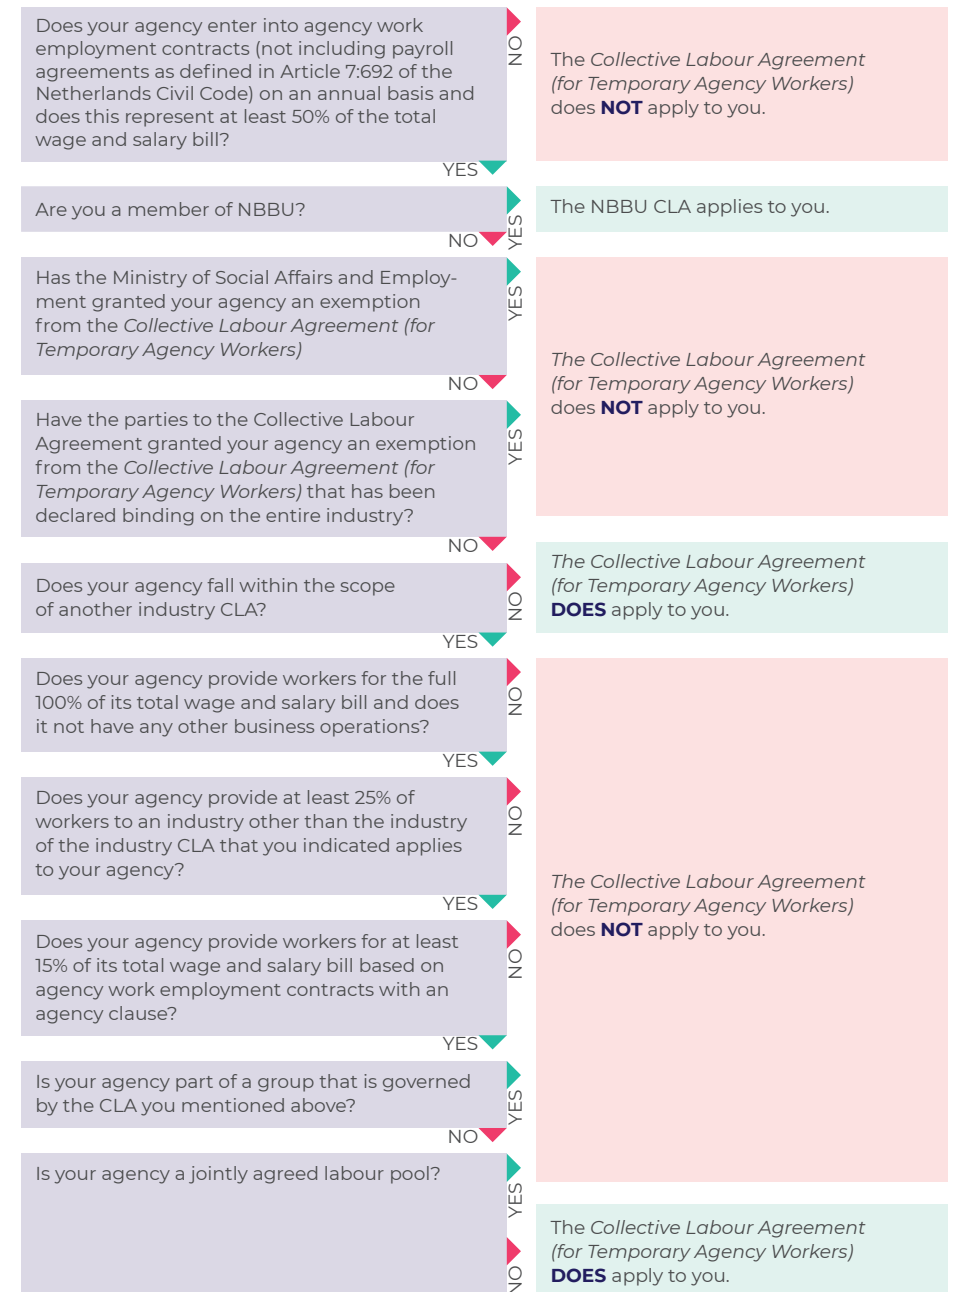 Does your agency enter into agency work
employment contracts (not including payroll
agreements as defined in Article 7:692 of the
Netherlands Civil Code) on an annual basis and
does this represent at least 50% of the total
wage and salary bill?
NO
The Collective Labour Agreement
(for Temporary Agency Workers)
does NOT apply to you.
YES
Are you a member of NBBU?
YES
The NBBU CLA applies to you.
NO
Has the Ministry of Social Affairs and Employ-
ment granted your agency an exemption
from the Collective Labour Agreement (for
Temporary Agency Workers)
YES
NO
Have the parties to the Collective Labour
Agreement granted your agency an exemption
from the Collective Labour Agreement (for
Temporary Agency Workers) that has been
declared binding on the entire industry?
YES
The Collective Labour Agreement
(for Temporary Agency Workers)
does NOT apply to you.
NO
Does your agency fall within the scope
of another industry CLA?
NO
The Collective Labour Agreement
(for Temporary Agency Workers)
DOES apply to you.
YES
Does your agency provide workers for the full
100% of its total wage and salary bill and does
it not have any other business operations?
NO
YES
Does your agency provide at least 25% of
workers to an industry other than the industry
of the industry CLA that you indicated applies
to your agency?
NO
YES
Does your agency provide workers for at least
15% of its total wage and salary bill based on
agency work employment contracts with an
agency clause?
NO
YES
Is your agency part of a group that is governed
by the CLA you mentioned above?
YES
NO
Is your agency a jointly agreed labour pool?
YES
The Collective Labour Agreement
(for Temporary Agency Workers)
does NOT apply to you.
NO
The Collective Labour Agreement
(for Temporary Agency Workers)
DOES apply to you.